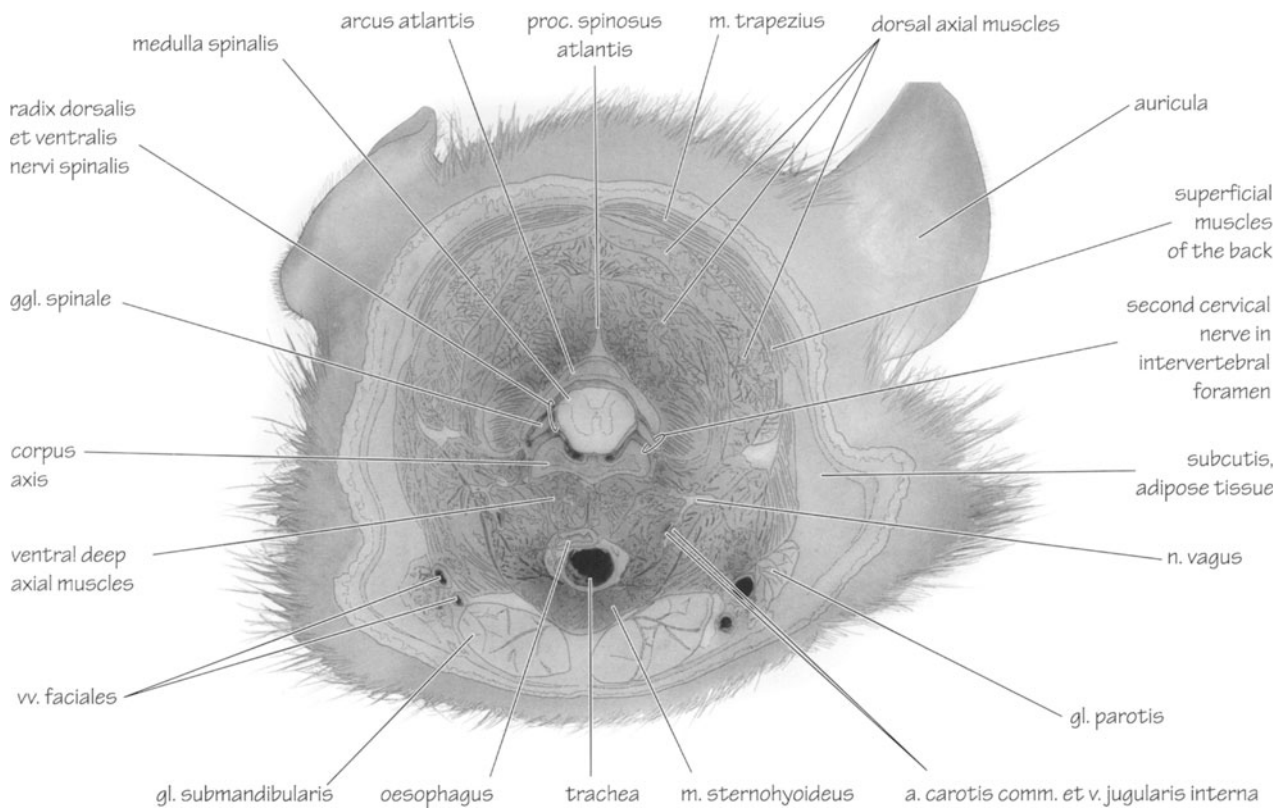 arcus atlantis
proc. spinosus
atlantis
m. trapezius
dorsal axial muscles
medulla spinalis
radix dorsalis
et ventralis
nervi spinalis
auricula
superficial
muscles
of the back
ggl. spinale
second cervical
nerve in
intervertebral
foramen
corpus
axis
subcutis,
adipose tissue
ventral deep
axial muscles
n. vagus
vv. faciales
gl. parotis
gl. submandibularis
oesophagus
trachea
m. sternohyoideus
a. carotis comm. et v. jugularis interna